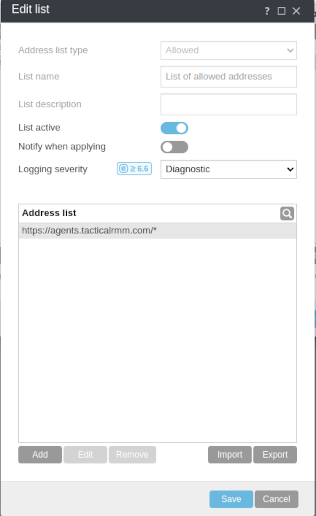 Edit list
?
Address list type
Allowed
List name
List of allowed addresses
List description
List active
Notify when applying
Logging severity
≥ 6.6
Diagnostic
Address list
https://agents.tacticalrmm.com/*
Add Edit Remove Import Export
Save Cancel